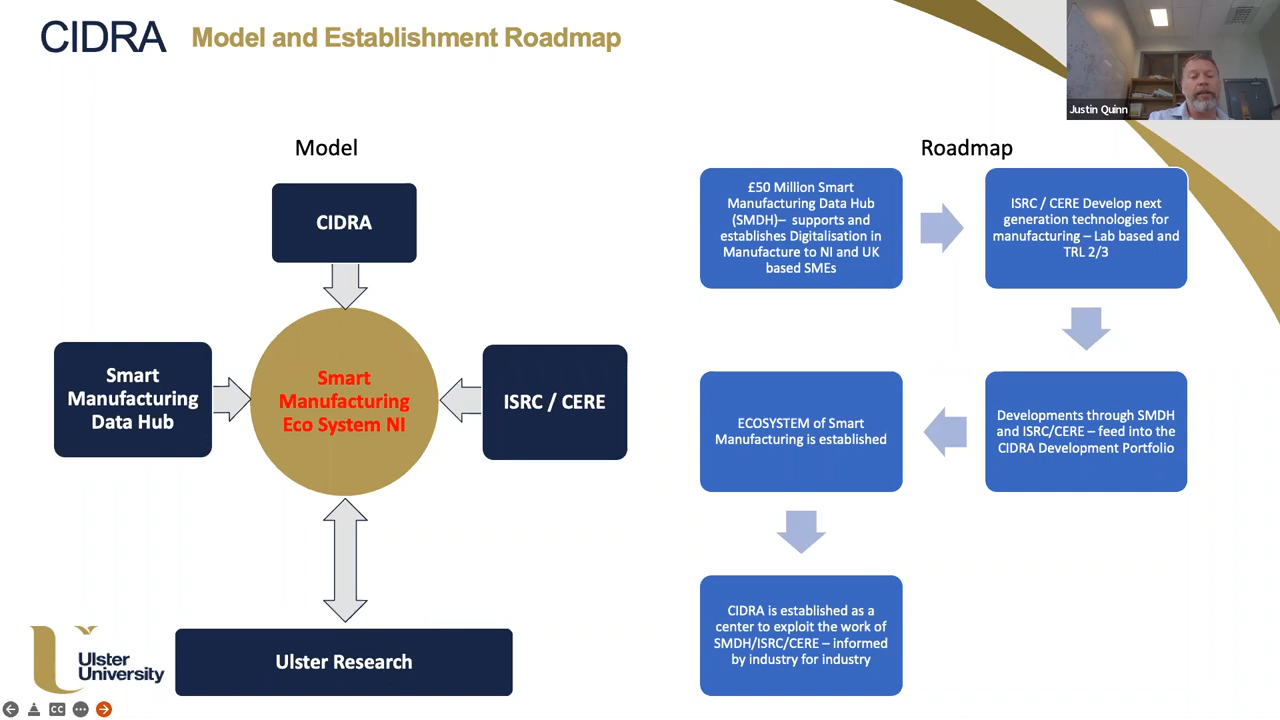 CIDRA Model and Establishment Roadmap
Justin Quinn
Model
CIDRA
Smart
Manufacturing
Data Hub
Smart
Manufacturing
Eco System NI
ISRC / CERE
Ulster Research
Ulster
University
Roadmap
£50 Million Smart
Manufacturing Data Hub
(SMDH)– supports and
establishes Digitalisation in
Manufacture to NI and UK
based SMEs
ISRC / CERE Develop next
generation technologies for
manufacturing – Lab based and
TRL 2/3
Developments through SMDH
and ISRC/CERE – feed into the
CIDRA Development Portfolio
ECOSYSTEM of Smart
Manufacturing is established
CIDRA is established as a
center to exploit the work of
SMDH/ISRC/CERE – informed
by industry for industry
CC